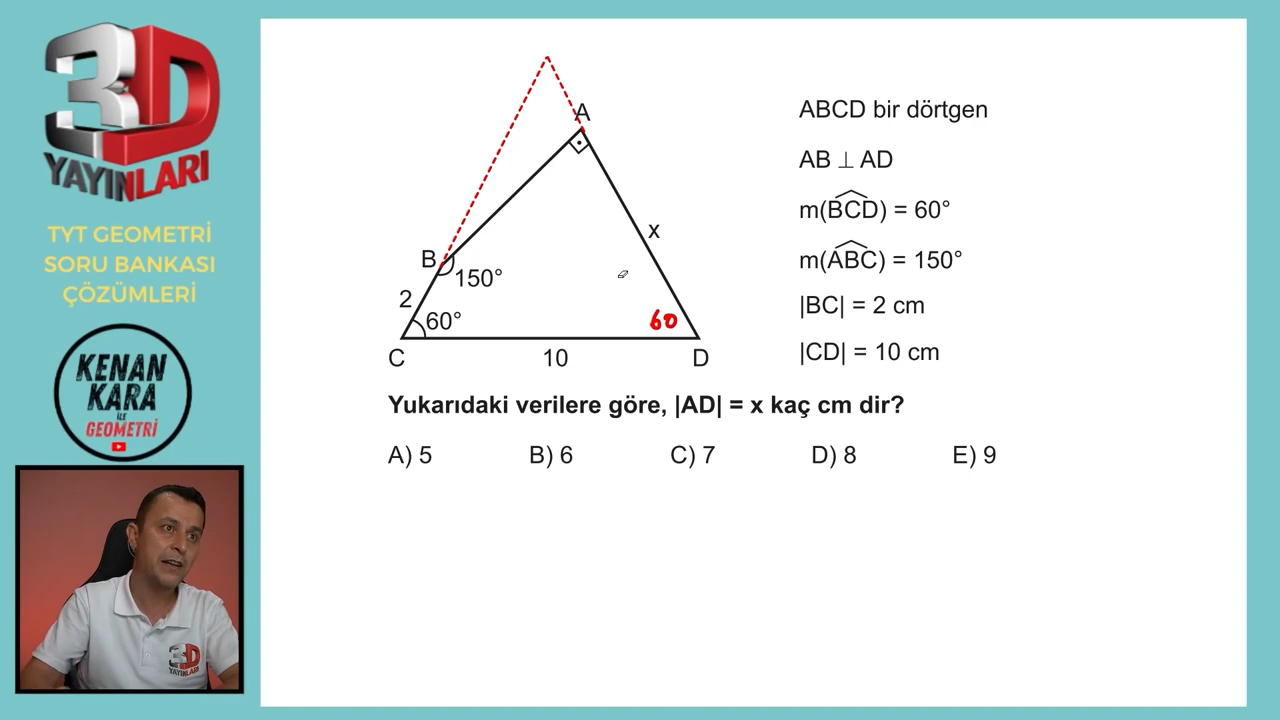 3D
YAYINLARI
TYT GEOMETRİ
SORU BANKASI
ÇÖZÜMLERİ
KENAN
KARA
İLE
GEOMETRİ
3D
YAYINLARI
A
B
150°
2
60°
C
10
D
x
60
ABCD bir dörtgen
AB ⊥ AD
m(BCD) = 60°
m(ABC) = 150°
|BC| = 2 cm
|CD| = 10 cm
Yukarıdaki verilere göre, |AD| = x kaç cm dir?
A) 5 B) 6 C) 7 D) 8 E) 9